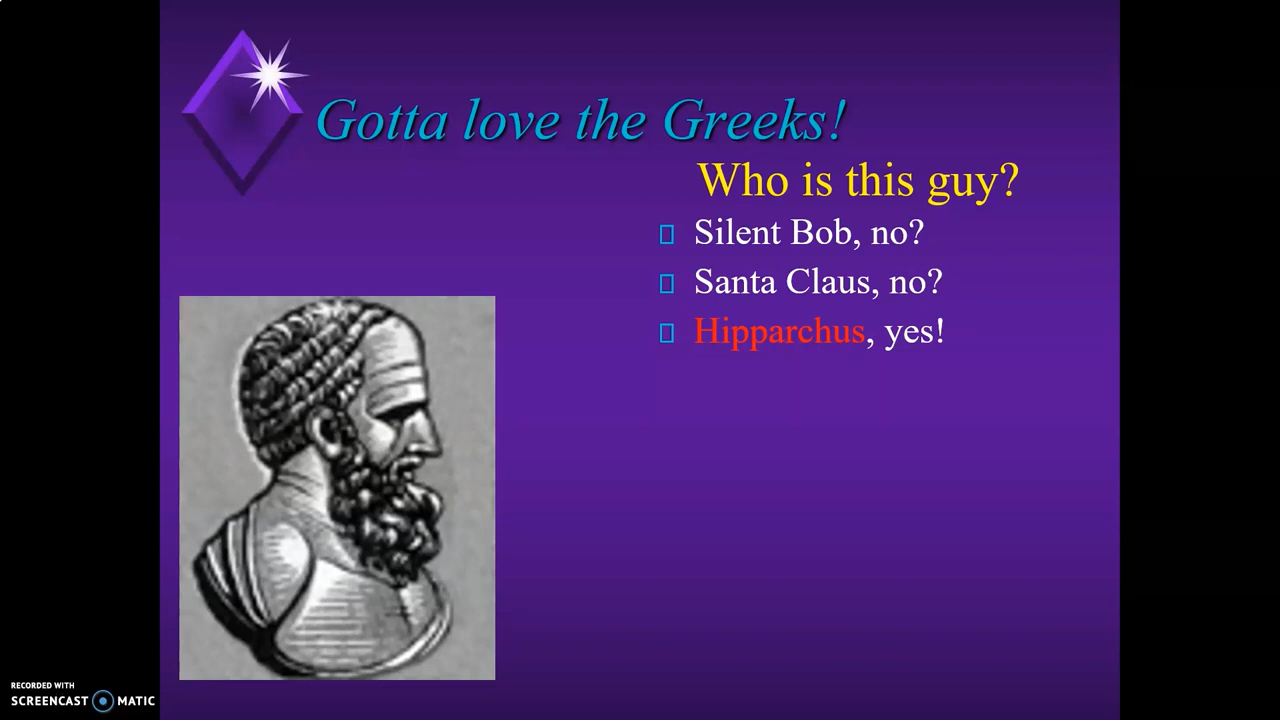 Gotta love the Greeks!
Who is this guy?
Silent Bob, no?
Santa Claus, no?
Hipparchus, yes!
RECORDED WITH
SCREENCAST MATIC